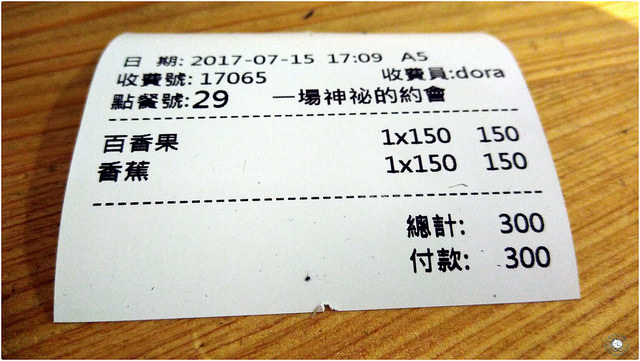 日 期: 2017-07-15 17:09 A5
收費號: 17065 收費員:dora
點餐號:29 一場神祕的約會
百香果 1x150 150
香蕉 1x150 150
總計: 300
付款: 300